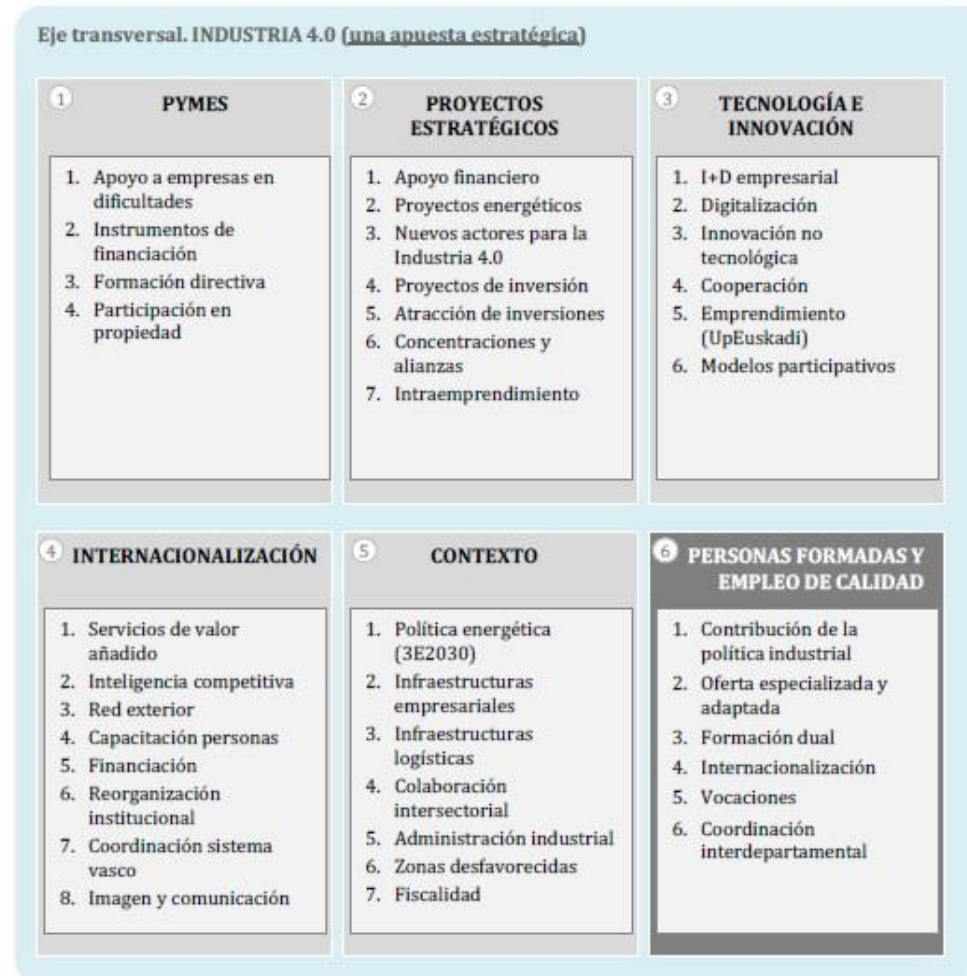 Eje transversal. INDUSTRIA 4.0 (una apuesta estratégica)
1 PYMES
1. Apoyo a empresas en
dificultades
2. Instrumentos de
financiación
3. Formación directiva
4. Participación en
propiedad
2 PROYECTOS
ESTRATÉGICOS
1. Apoyo financiero
2. Proyectos energéticos
3. Nuevos actores para la
Industria 4.0
4. Proyectos de inversión
5. Atracción de inversiones
6. Concentraciones y
alianzas
7. Intraemprendimiento
3 TECNOLOGÍA E
INNOVACIÓN
1. I+D empresarial
2. Digitalización
3. Innovación no
tecnológica
4. Cooperación
5. Emprendimiento
(UpEuskadi)
6. Modelos participativos
4 INTERNACIONALIZACIÓN
1. Servicios de valor
añadido
2. Inteligencia competitiva
3. Red exterior
4. Capacitación personas
5. Financiación
6. Reorganización
institucional
7. Coordinación sistema
vasco
8. Imagen y comunicación
5 CONTEXTO
1. Política energética
(3E2030)
2. Infraestructuras
empresariales
3. Infraestructuras
logísticas
4. Colaboración
intersectorial
5. Administración industrial
6. Zonas desfavorecidas
7. Fiscalidad
6 PERSONAS FORMADAS Y
EMPLEO DE CALIDAD
1. Contribución de la
política industrial
2. Oferta especializada y
adaptada
3. Formación dual
4. Internacionalización
5. Vocaciones
6. Coordinación
interdepartamental